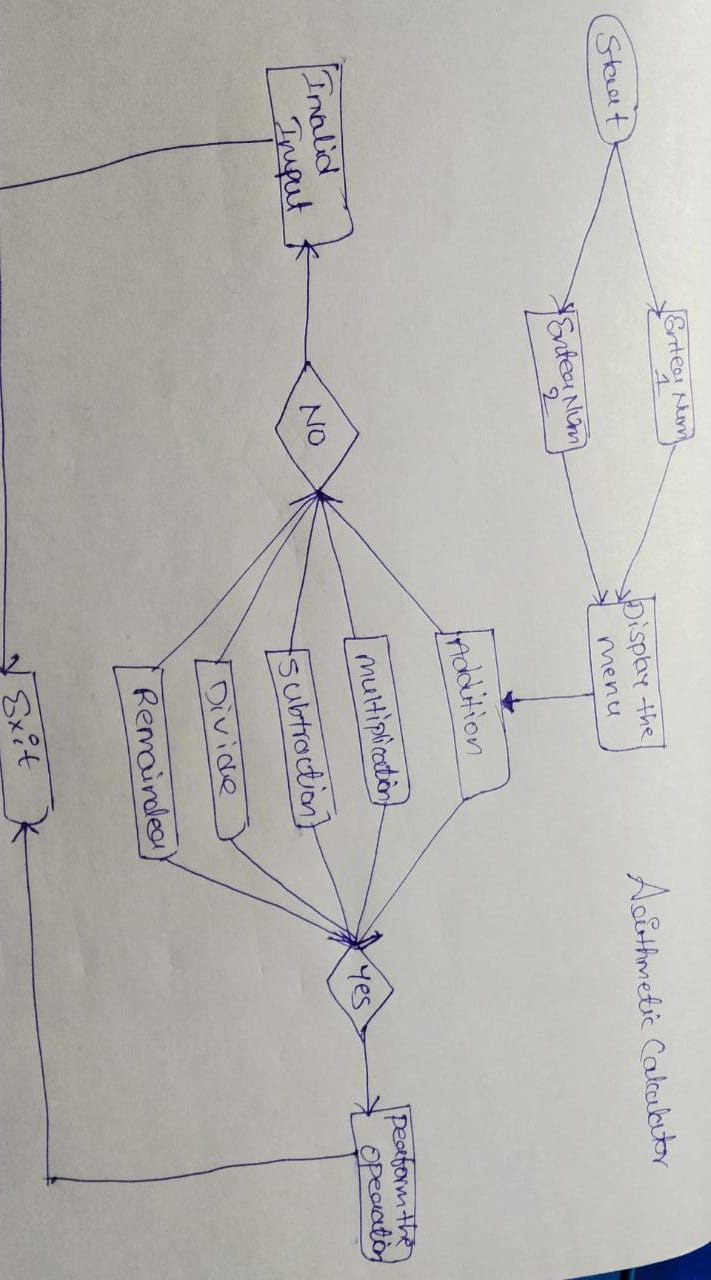 Arithmetic Calculator
Start
Enter Num
1
Enter Num
2
Display the
menu
Addition
multiplication
Subtraction
Divide
Remainder
NO
Yes
Invalid
Input
Perform the
Operation
Exit